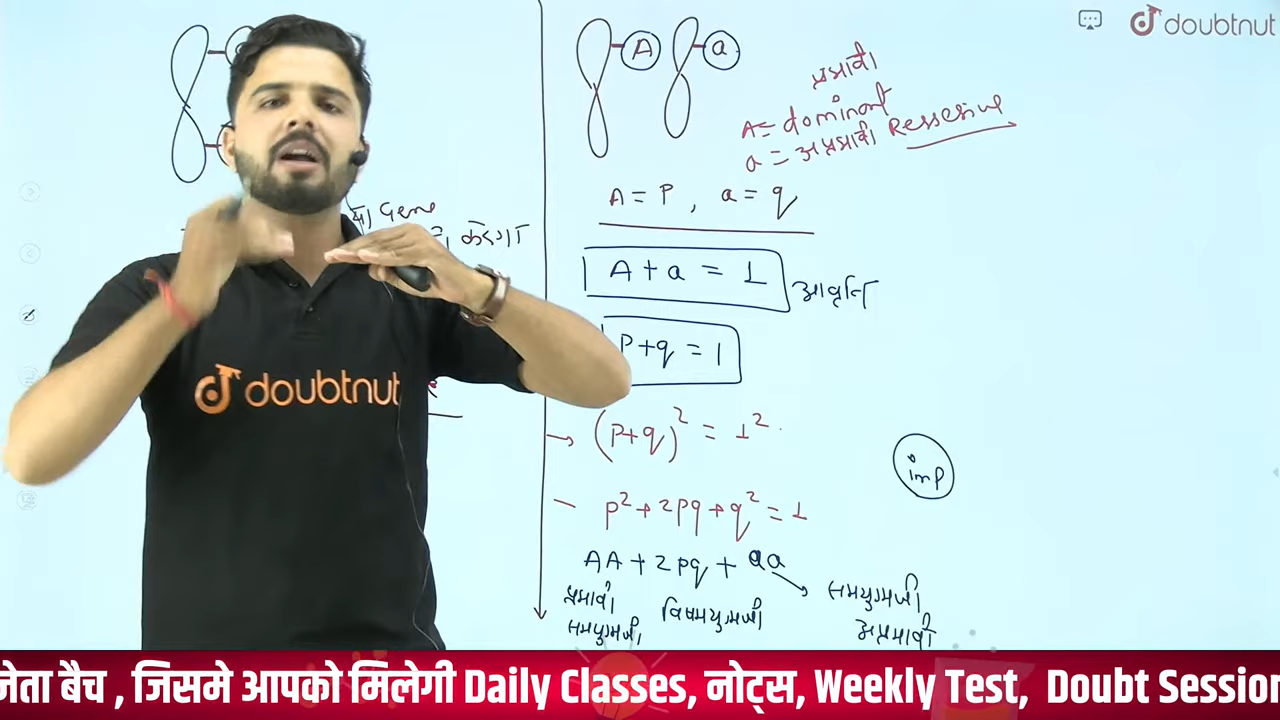 doubtnut
A a
प्रभावी
A = dominant
a = अप्रभावी Ressesive
A = P , a = q
Gene
करेगा
A + a = 1 आवृत्ति
P + q = 1
doubtnut
→ (P+q)² = 1²
imp
P² + 2Pq + q² = 1
AA + 2pq + aa
प्रभावी विषमयुग्मजी समयुग्मजी
समयुग्मजी अप्रभावी
नेता बैच , जिसमे आपको मिलेगी Daily Classes, नोट्स, Weekly Test, Doubt Session